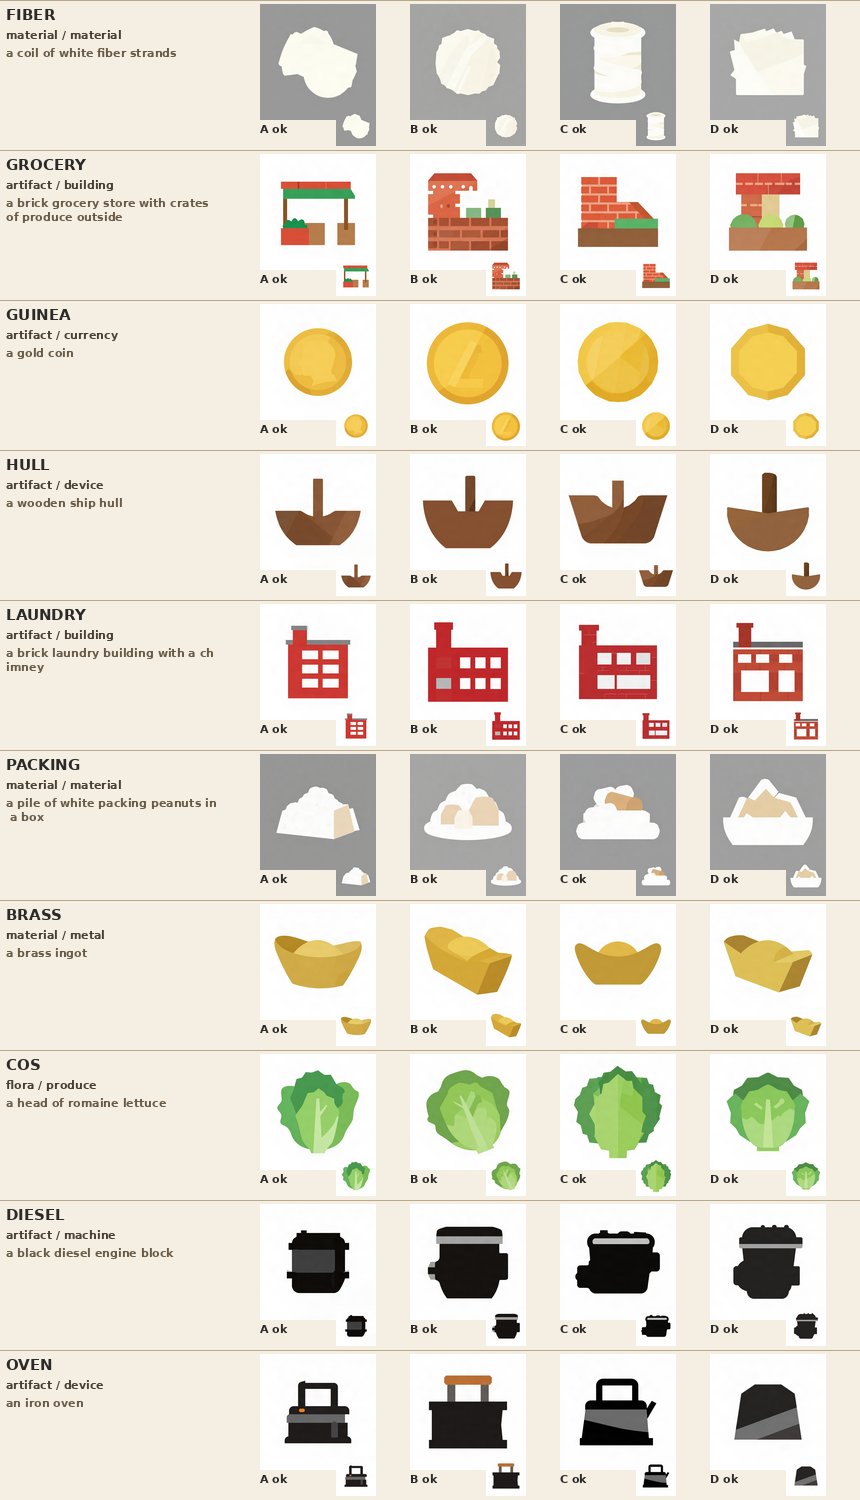 FIBER
material / material
a coil of white fiber strands
A ok
B ok
C ok
D ok
GROCERY
artifact / building
a brick grocery store with crates
of produce outside
A ok
B ok
C ok
D ok
GUINEA
artifact / currency
a gold coin
A ok
B ok
C ok
D ok
HULL
artifact / device
a wooden ship hull
A ok
B ok
C ok
D ok
LAUNDRY
artifact / building
a brick laundry building with a ch
imney
A ok
B ok
C ok
D ok
PACKING
material / material
a pile of white packing peanuts in
a box
A ok
B ok
C ok
D ok
BRASS
material / metal
a brass ingot
A ok
B ok
C ok
D ok
COS
flora / produce
a head of romaine lettuce
A ok
B ok
C ok
D ok
DIESEL
artifact / machine
a black diesel engine block
A ok
B ok
C ok
D ok
OVEN
artifact / device
an iron oven
A ok
B ok
C ok
D ok